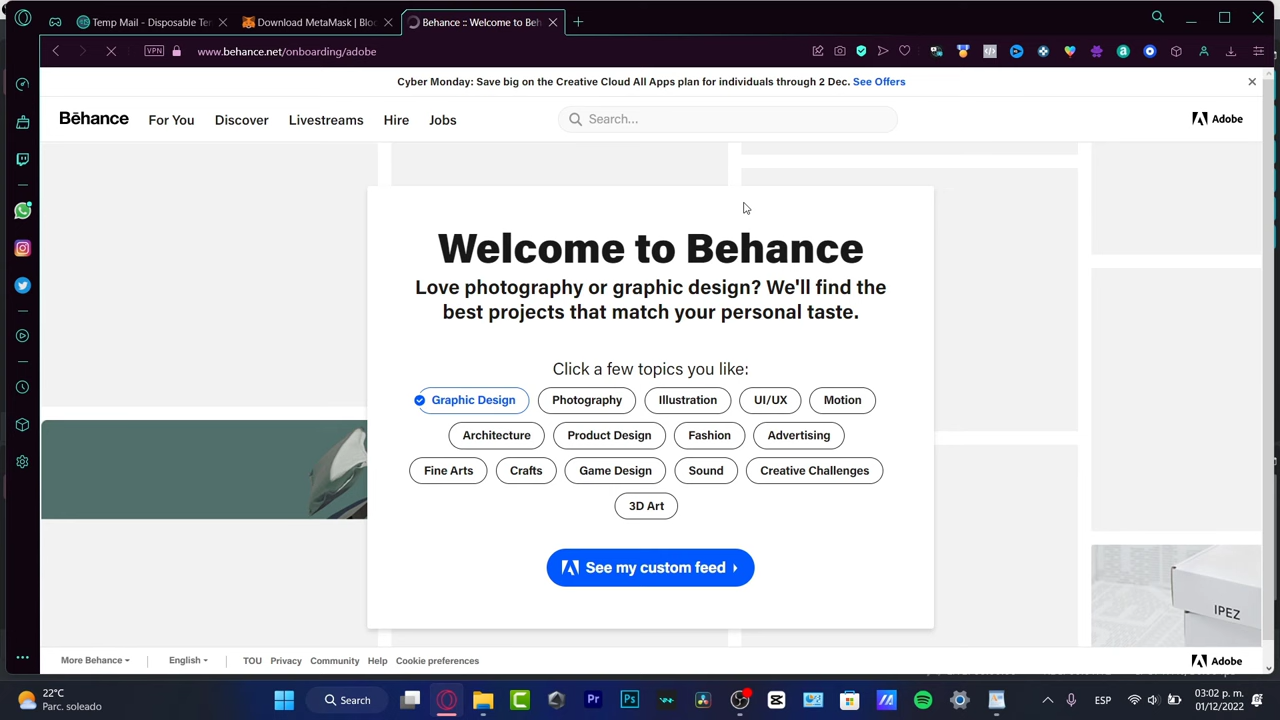 Temp Mail - Disposable Te
Download MetaMask | Bloc
Behance :: Welcome to Beh
VPN
www.behance.net/onboarding/adobe
Cyber Monday: Save big on the Creative Cloud All Apps plan for individuals through 2 Dec. See Offers
Bēhance
For You
Discover
Livestreams
Hire
Jobs
Search...
Adobe
Welcome to Behance
Love photography or graphic design? We'll find the
best projects that match your personal taste.
Click a few topics you like:
Graphic Design
Photography
Illustration
UI/UX
Motion
Architecture
Product Design
Fashion
Advertising
Fine Arts
Crafts
Game Design
Sound
Creative Challenges
3D Art
See my custom feed
IPEZ
More Behance
English
TOU
Privacy
Community
Help
Cookie preferences
Adobe
22°C
Parc. soleado
Search
Pr
Ps
ESP
03:02 p. m.
01/12/2022